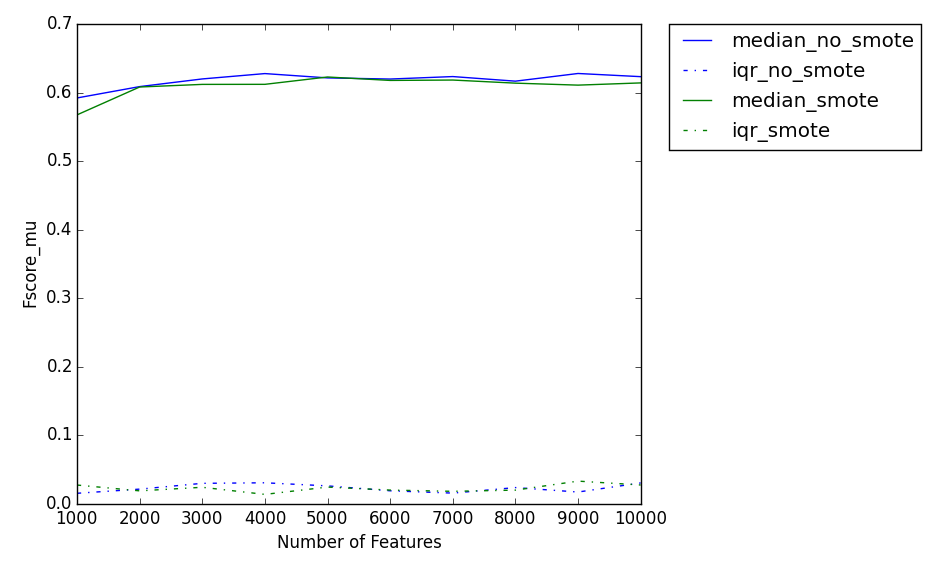 0.7
0.6
0.5
0.4
0.3
0.2
0.1
0.0
Fscore_mu
1000 2000 3000 4000 5000 6000 7000 8000 9000 10000
Number of Features
median_no_smote
iqr_no_smote
median_smote
iqr_smote